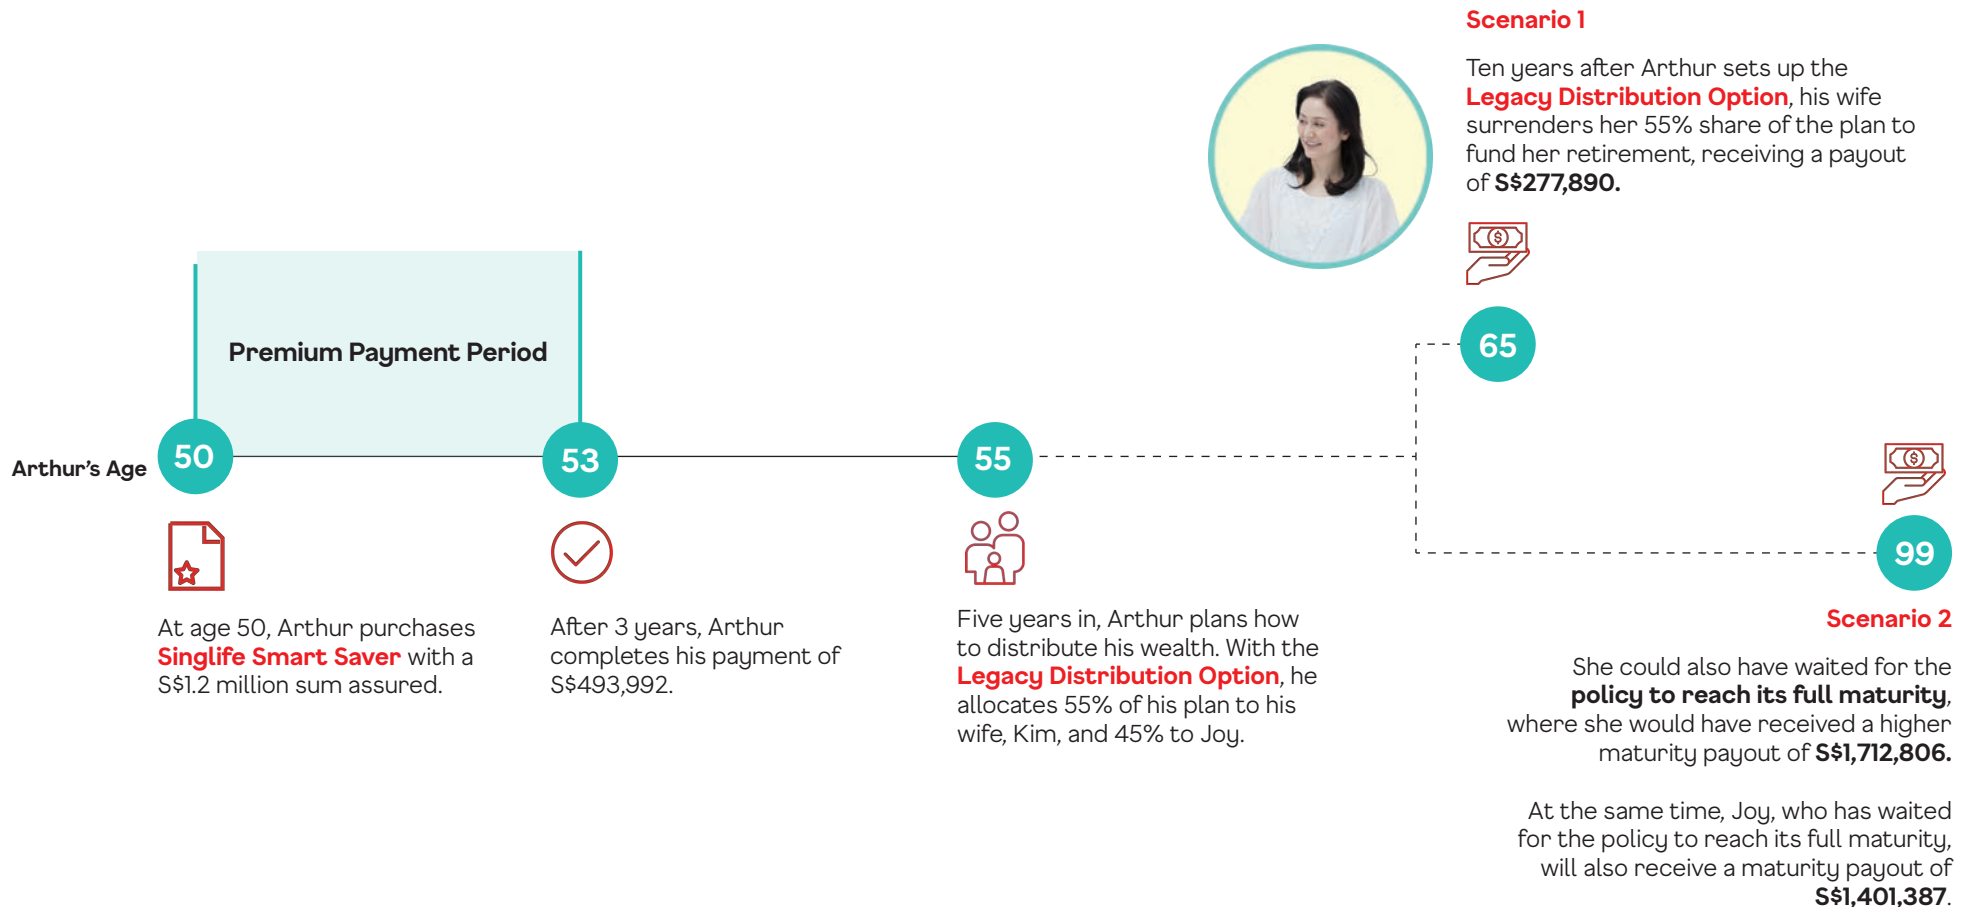 Scenario 1
Ten years after Arthur sets up the
Legacy Distribution Option, his wife
surrenders her 55% share of the plan to
fund her retirement, receiving a payout
of S$277,890.
Premium Payment Period
65
Arthur's Age
50
53
55
99
At age 50, Arthur purchases
Singlife Smart Saver with a
S$1.2 million sum assured.
After 3 years, Arthur
completes his payment of
S$493,992.
Five years in, Arthur plans how
to distribute his wealth. With the
Legacy Distribution Option, he
allocates 55% of his plan to his
wife, Kim, and 45% to Joy.
Scenario 2
She could also have waited for the
policy to reach its full maturity,
where she would have received a higher
maturity payout of S$1,712,806.
At the same time, Joy, who has waited
for the policy to reach its full maturity,
will also receive a maturity payout of
S$1,401,387.